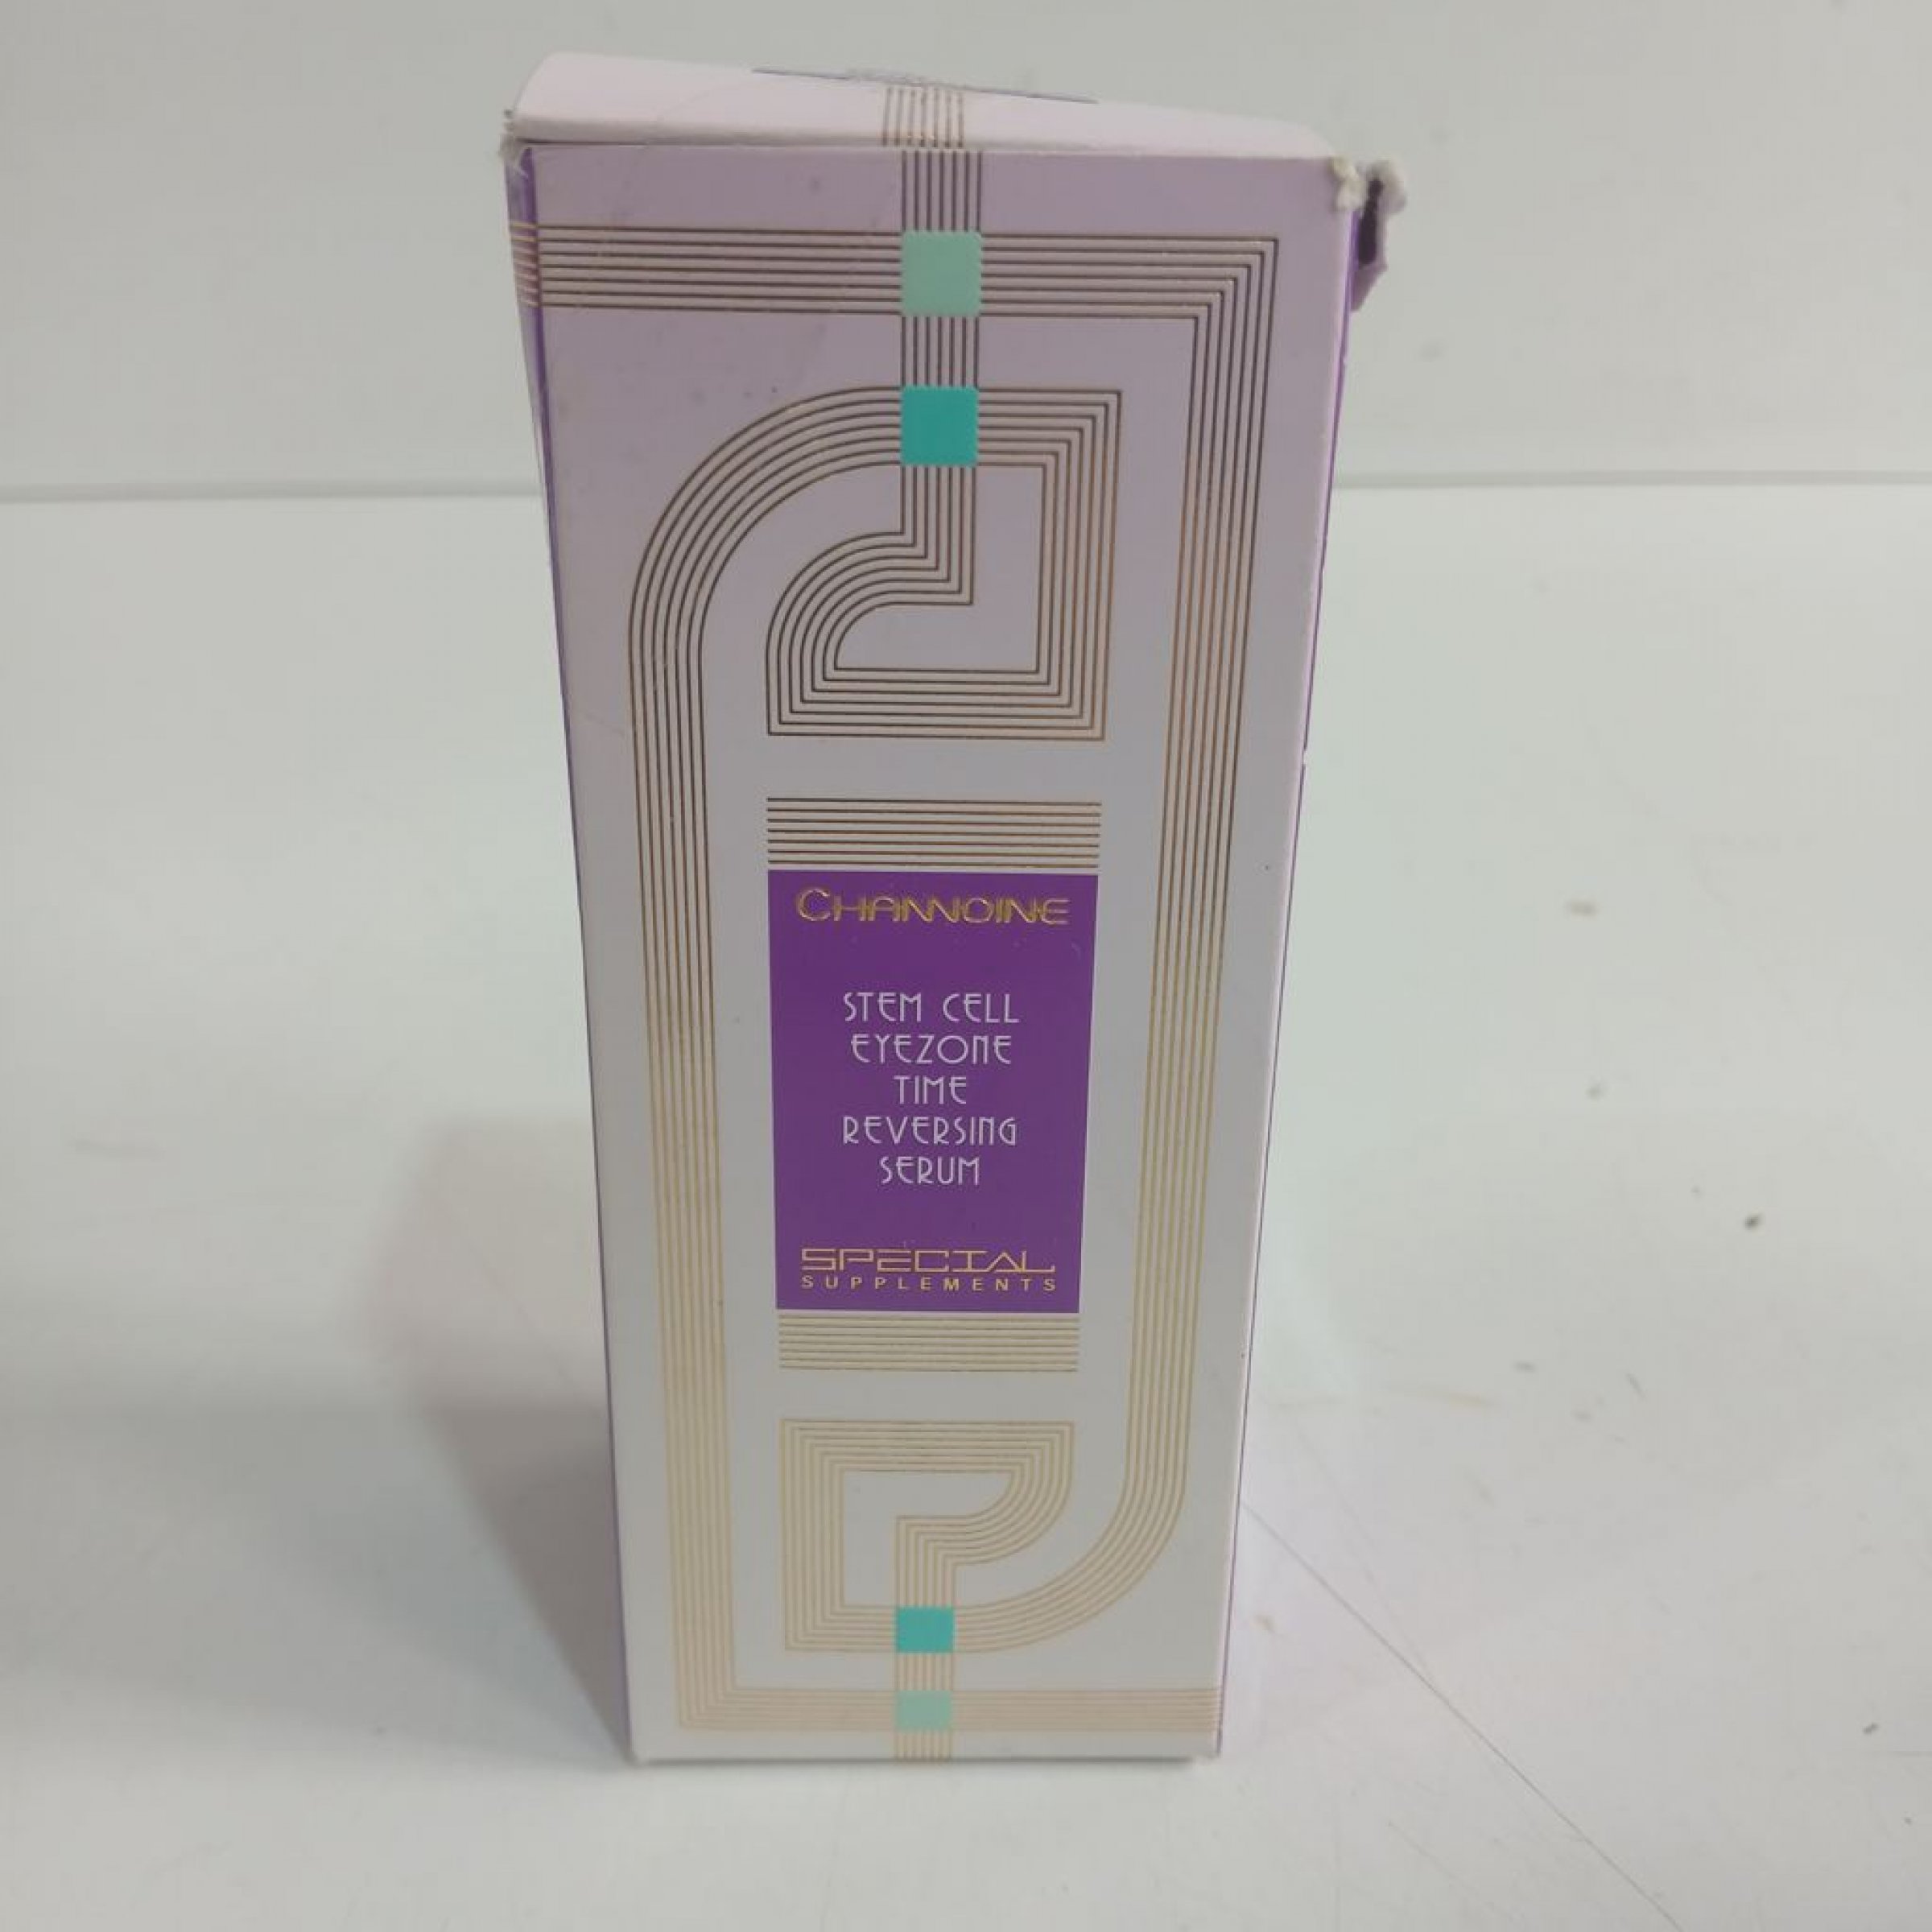 CHANNOINE
STEM CELL
EYEZONE
TIME
REVERSING
SERUM
SPECIAL
SUPPLEMENTS